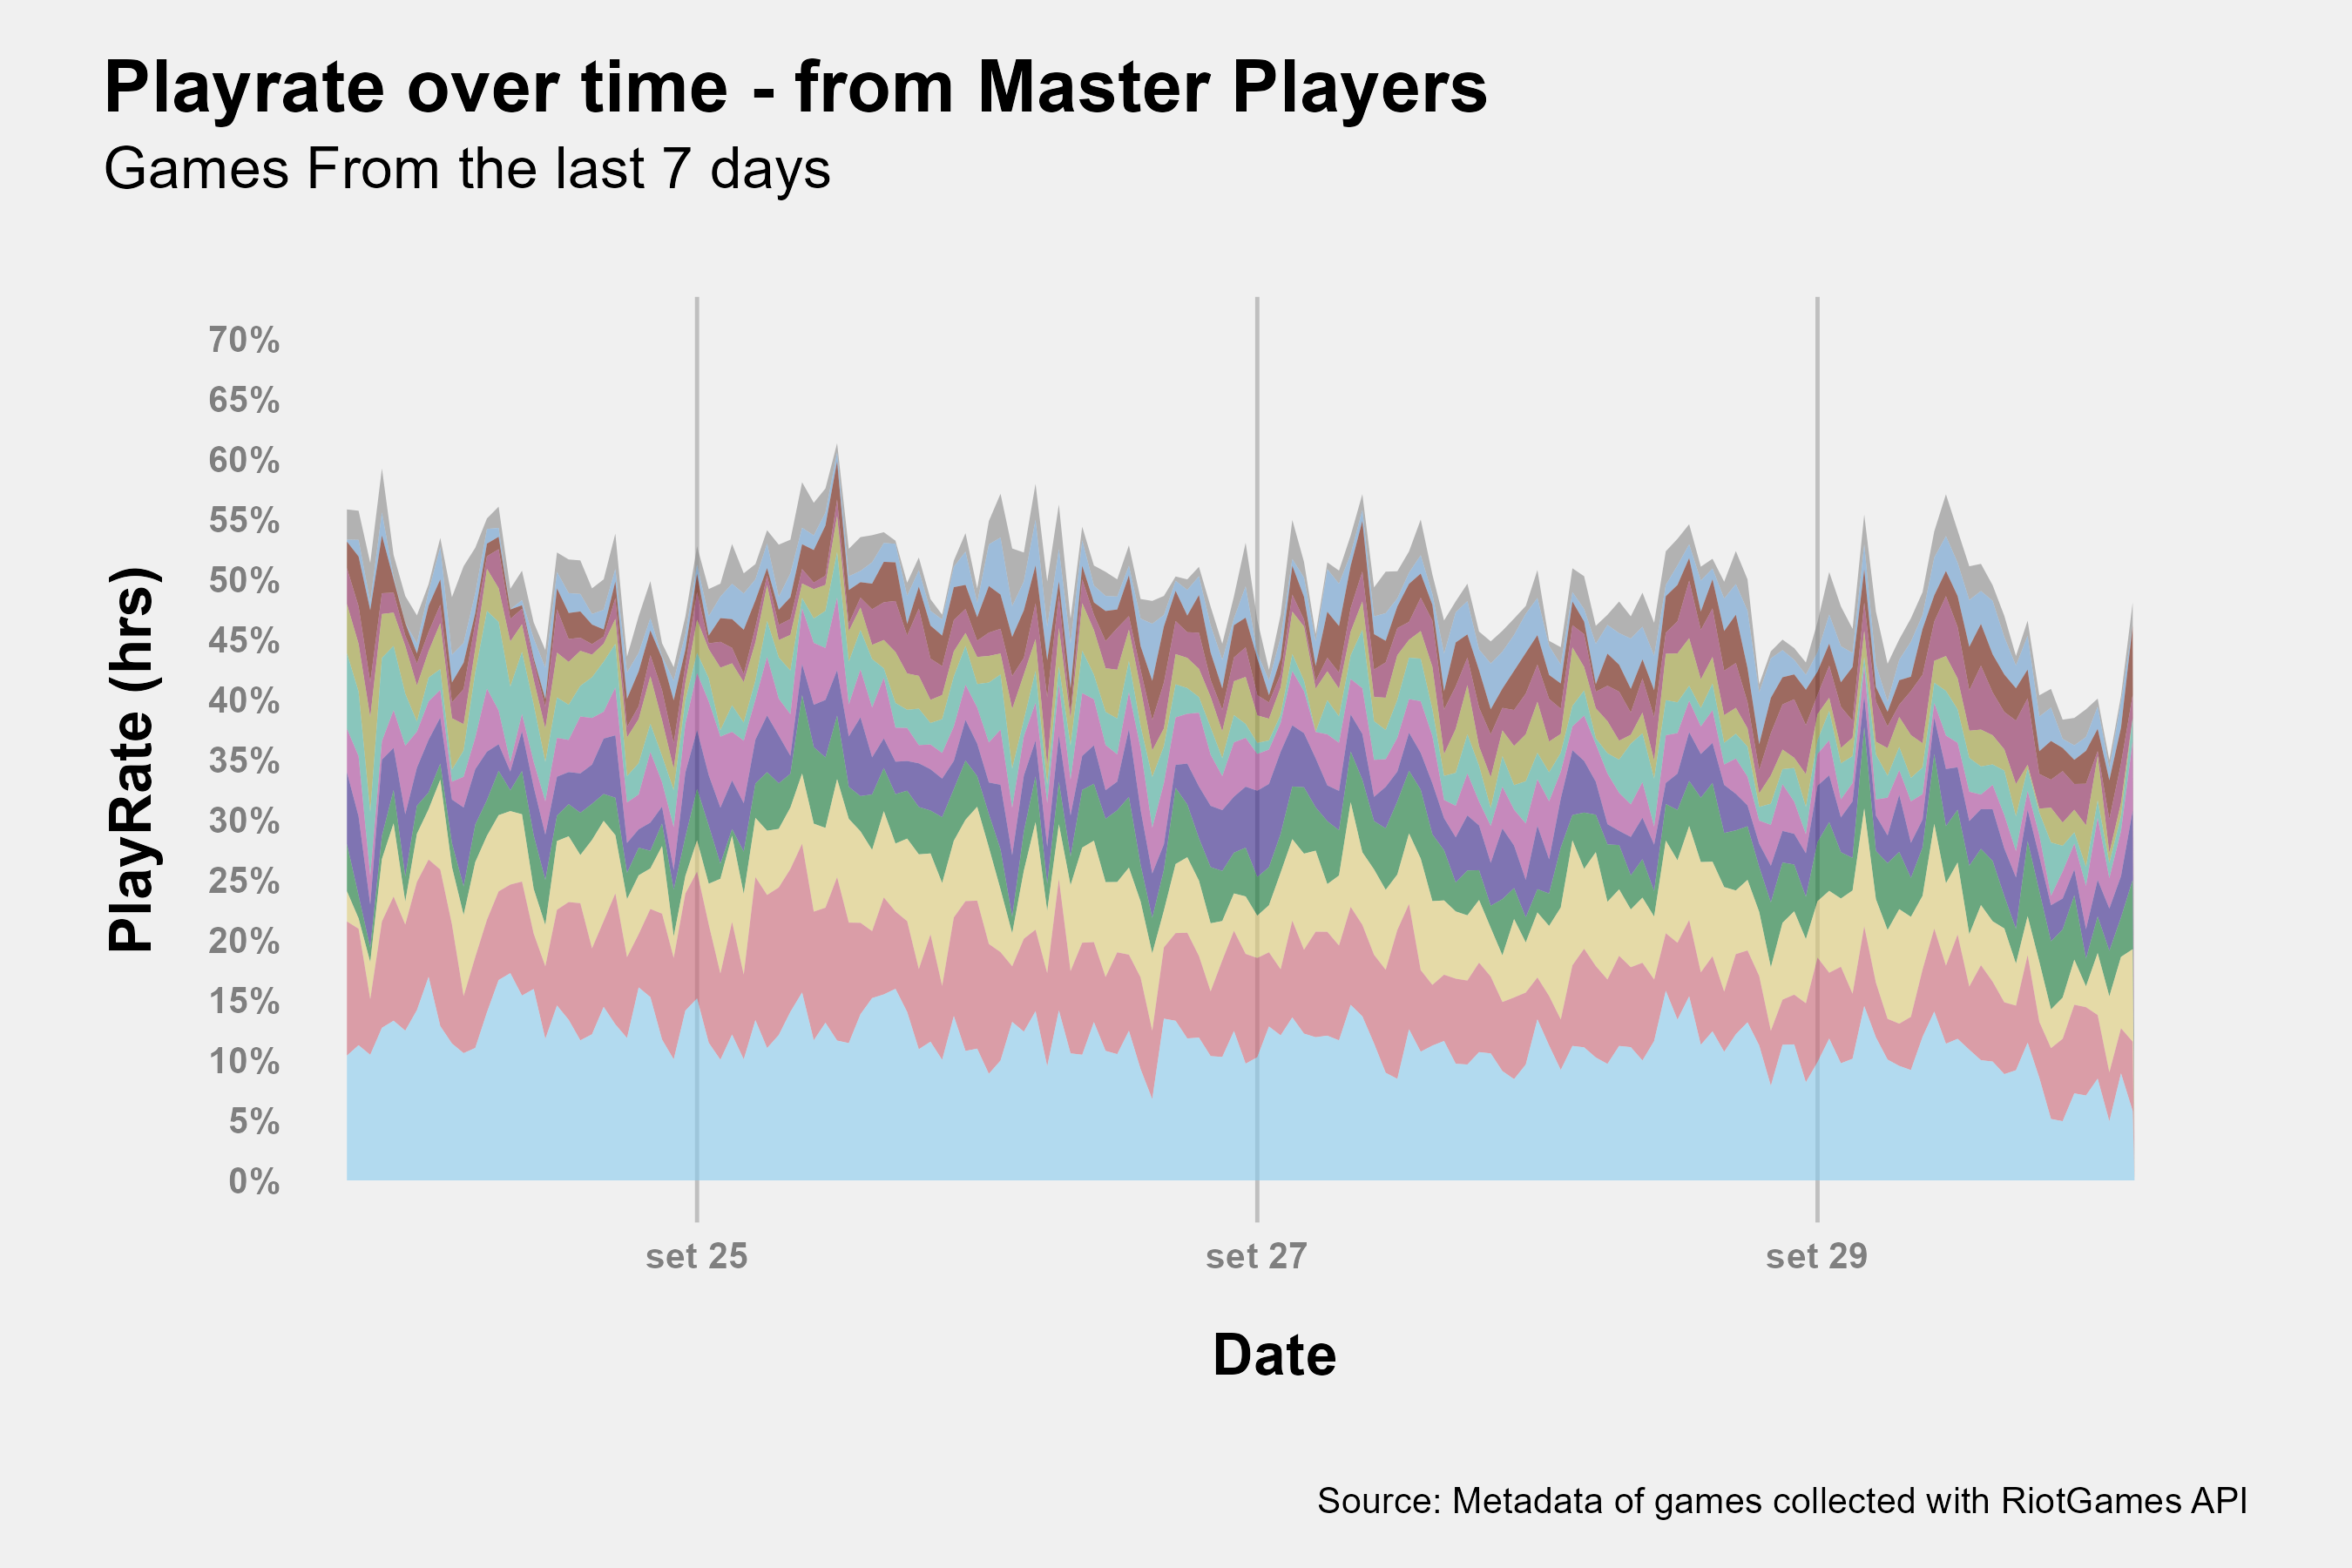 Playrate over time - from Master Players
Games From the last 7 days
PlayRate (hrs)
70%
65%
60%
55%
50%
45%
40%
35%
30%
25%
20%
15%
10%
5%
0%
set 25
set 27
set 29
Date
Source: Metadata of games collected with RiotGames API